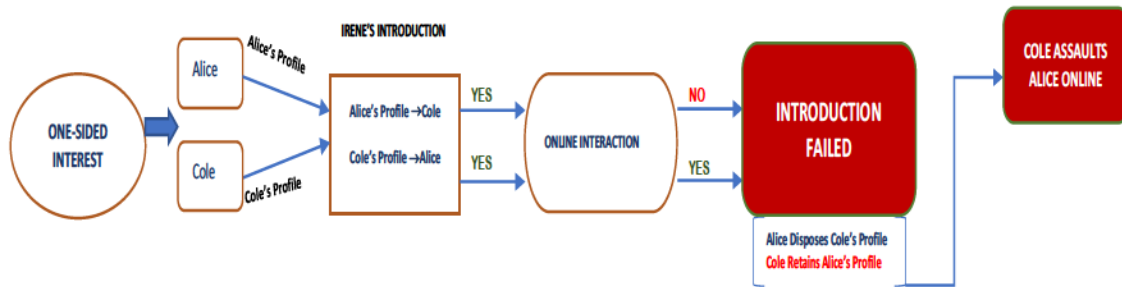 IRENE'S INTRODUCTION
ONE-SIDED
INTEREST
Alice
Alice's Profile
Cole
Cole's Profile
Alice's Profile →Cole
Cole's Profile →Alice
YES
YES
ONLINE INTERACTION
NO
YES
INTRODUCTION
FAILED
Alice Disposes Cole's Profile
Cole Retains Alice's Profile
COLE ASSAULTS
ALICE ONLINE